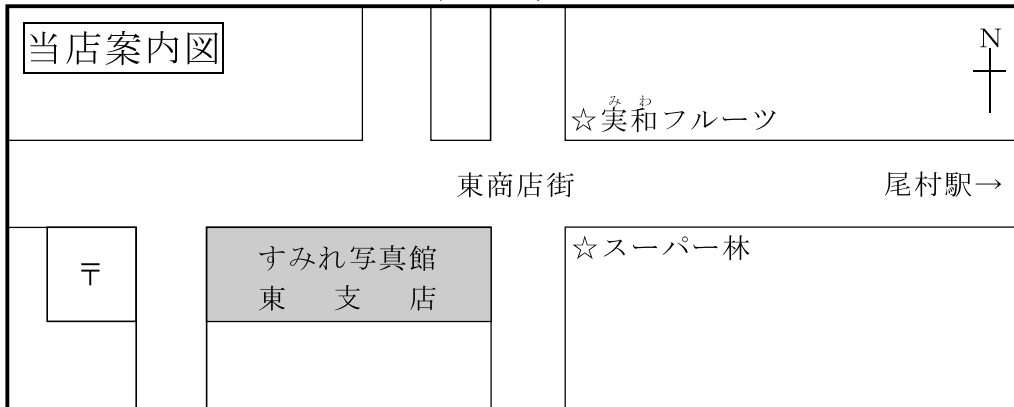 当店案内図
N
☆実和フルーツ
みわ
東商店街
尾村駅→
〒
すみれ写真館
東支店
☆スーパー林